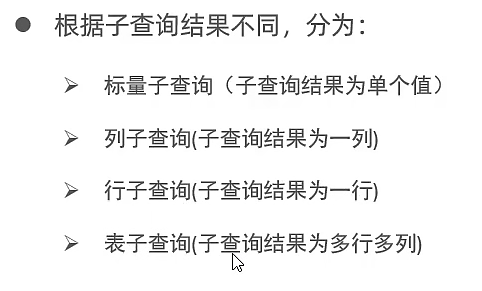 ● 根据子查询结果不同，分为：
➢ 标量子查询（子查询结果为单个值）
➢ 列子查询(子查询结果为一列)
➢ 行子查询(子查询结果为一行)
➢ 表子查询(子查询结果为多行多列)